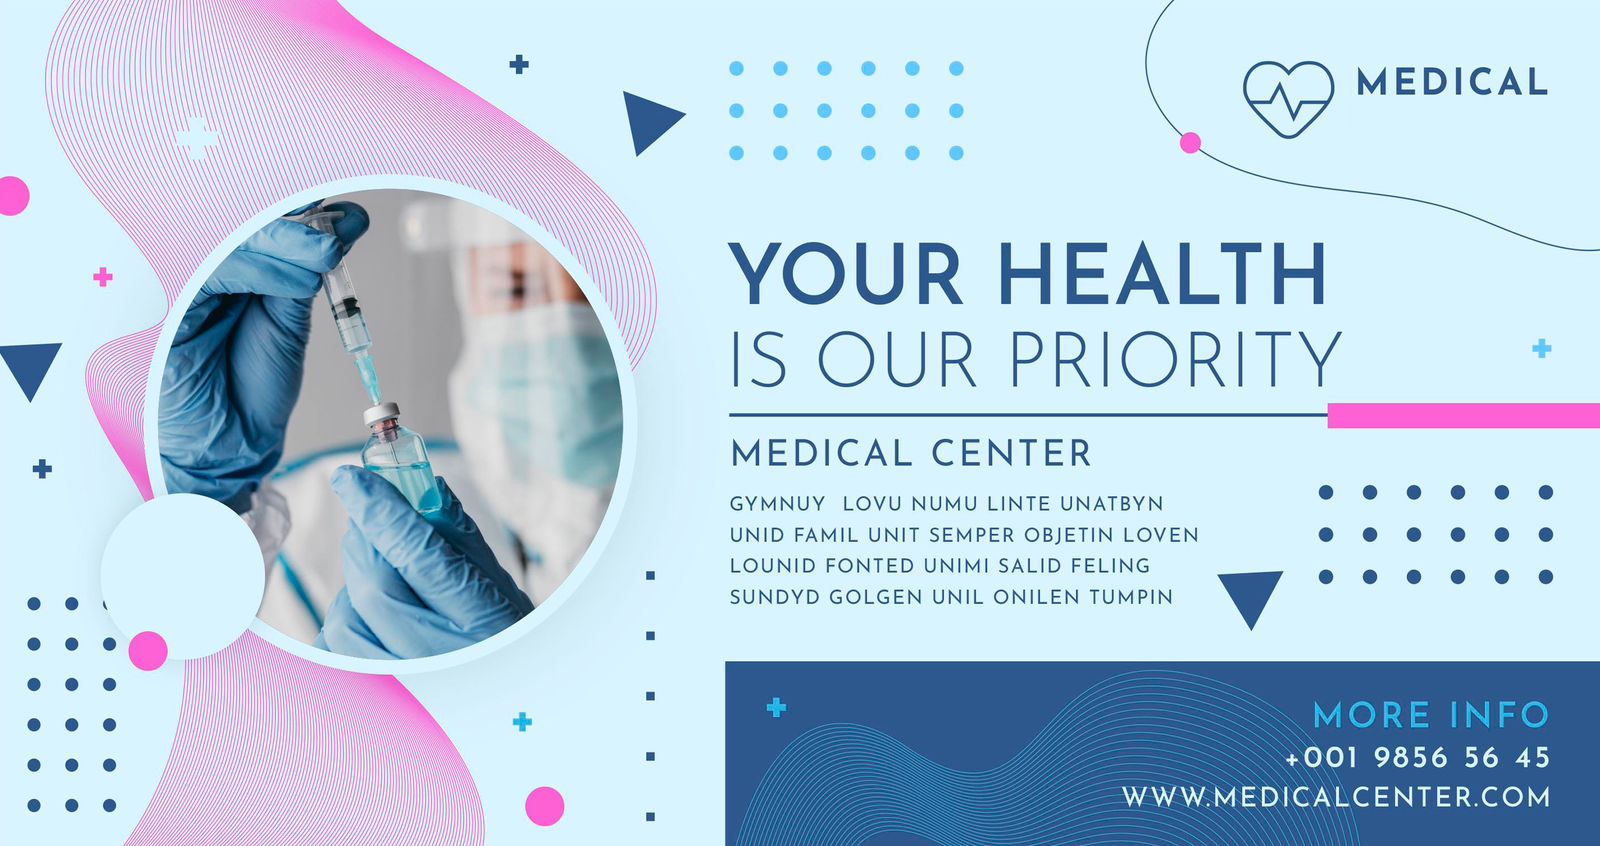 MEDICAL
YOUR HEALTH
IS OUR PRIORITY
MEDICAL CENTER
GYMNUY LOVU NUMU LINTE UNATBYN
UNID FAMIL UNIT SEMPER OBJETIN LOVEN
LOUNID FONTED UNIMI SALID FELING
SUNDYD GOLGEN UNIL ONILEN TUMPIN
MORE INFO
+001 9856 56 45
WWW.MEDICALCENTER.COM